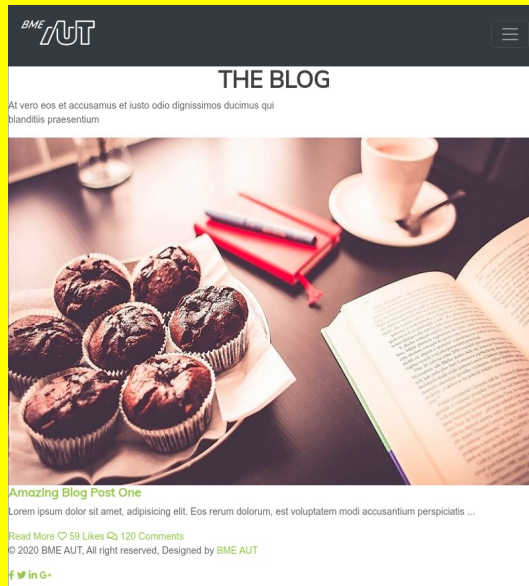 BME AUT
THE BLOG
At vero eos et accusamus et iusto odio dignissimos ducimus qui
blanditiis praesentium
Amazing Blog Post One
Lorem ipsum dolor sit amet, adipisicing elit. Eos rerum dolorum, est voluptatem modi accusantium perspiciatis ...
Read More 59 Likes 120 Comments
© 2020 BME AUT, All right reserved, Designed by BME AUT